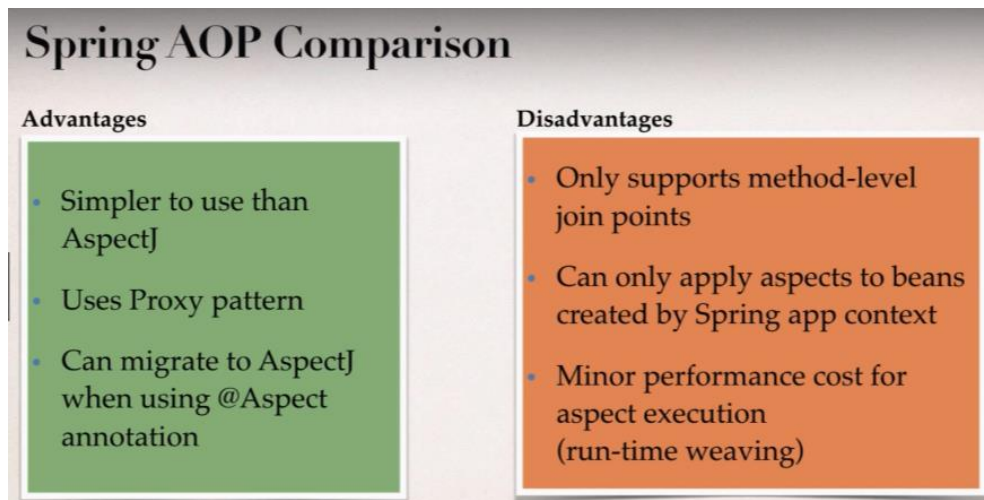 Spring AOP Comparison
Advantages
Simpler to use than
AspectJ
Uses Proxy pattern
Can migrate to AspectJ
when using @Aspect
annotation
Disadvantages
Only supports method-level
join points
Can only apply aspects to beans
created by Spring app context
Minor performance cost for
aspect execution
(run-time weaving)